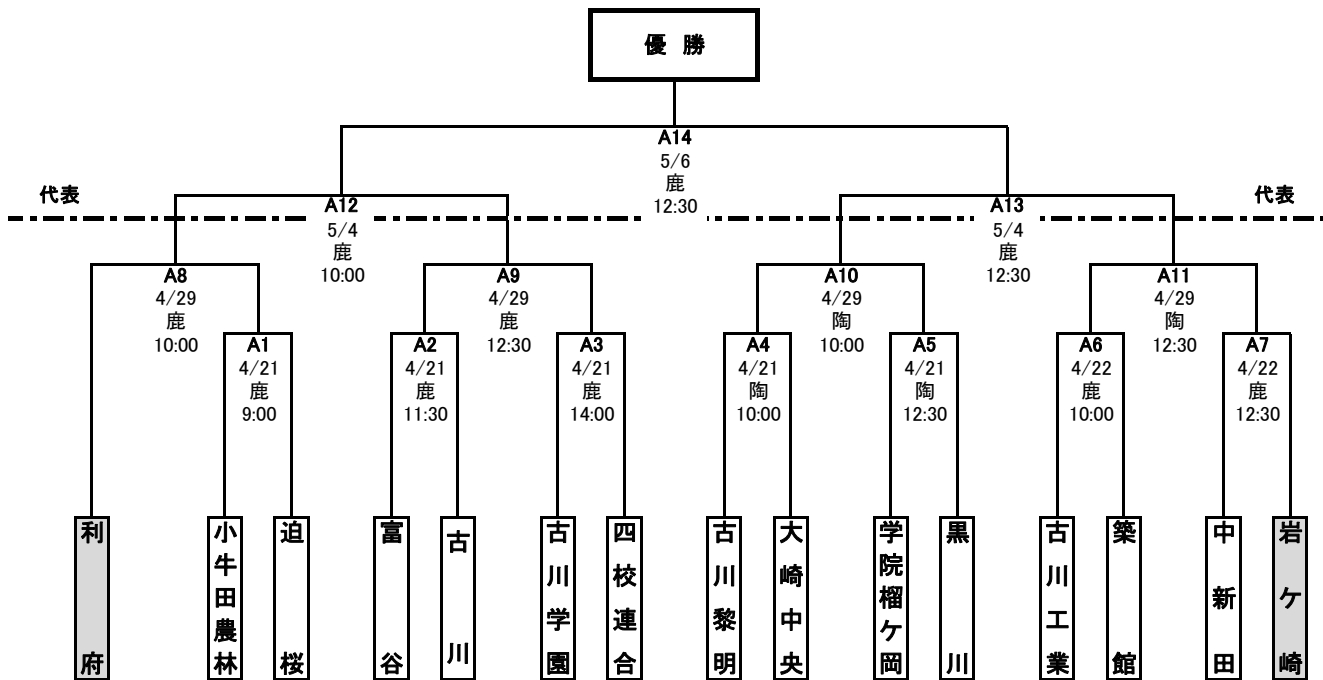 優 勝
A14
5/6
鹿
12:30
代表
代表
A12
5/4
鹿
10:00
A13
5/4
鹿
12:30
A8
4/29
鹿
10:00
A9
4/29
鹿
12:30
A10
4/29
陶
10:00
A11
4/29
陶
12:30
A1
4/21
鹿
9:00
A2
4/21
鹿
11:30
A3
4/21
鹿
14:00
A4
4/21
陶
10:00
A5
4/21
陶
12:30
A6
4/22
鹿
10:00
A7
4/22
鹿
12:30
利府
小牛田農林
迫桜
富谷
古川
古川学園
四校連合
古川黎明
大崎中央
学院榴ケ岡
黒川
古川工業
築館
中新田
岩ケ崎